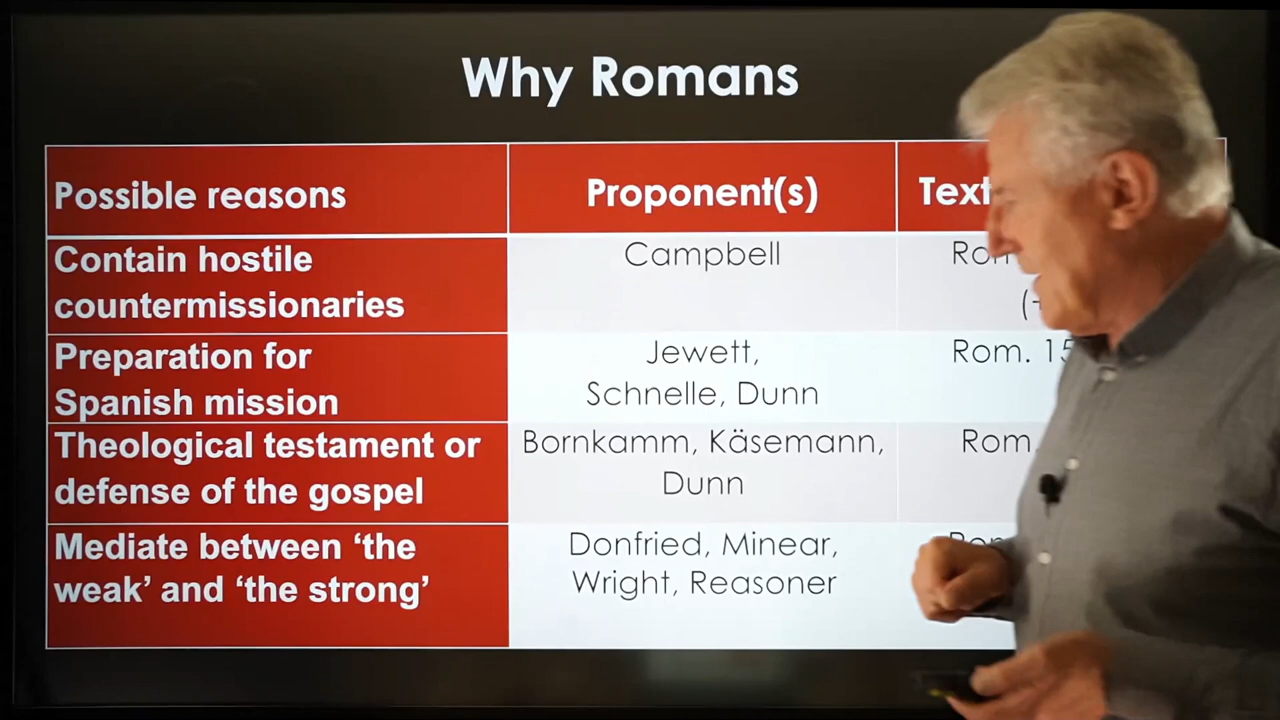 Why Romans
Possible reasons
Proponent(s)
Text
Contain hostile
countermissionaries
Campbell
Preparation for
Spanish mission
Jewett,
Schnelle, Dunn
Rom. 15
Theological testament or
defense of the gospel
Bornkamm, Käsemann,
Dunn
Rom.
Mediate between ‘the
weak’ and ‘the strong’
Donfried, Minear,
Wright, Reasoner